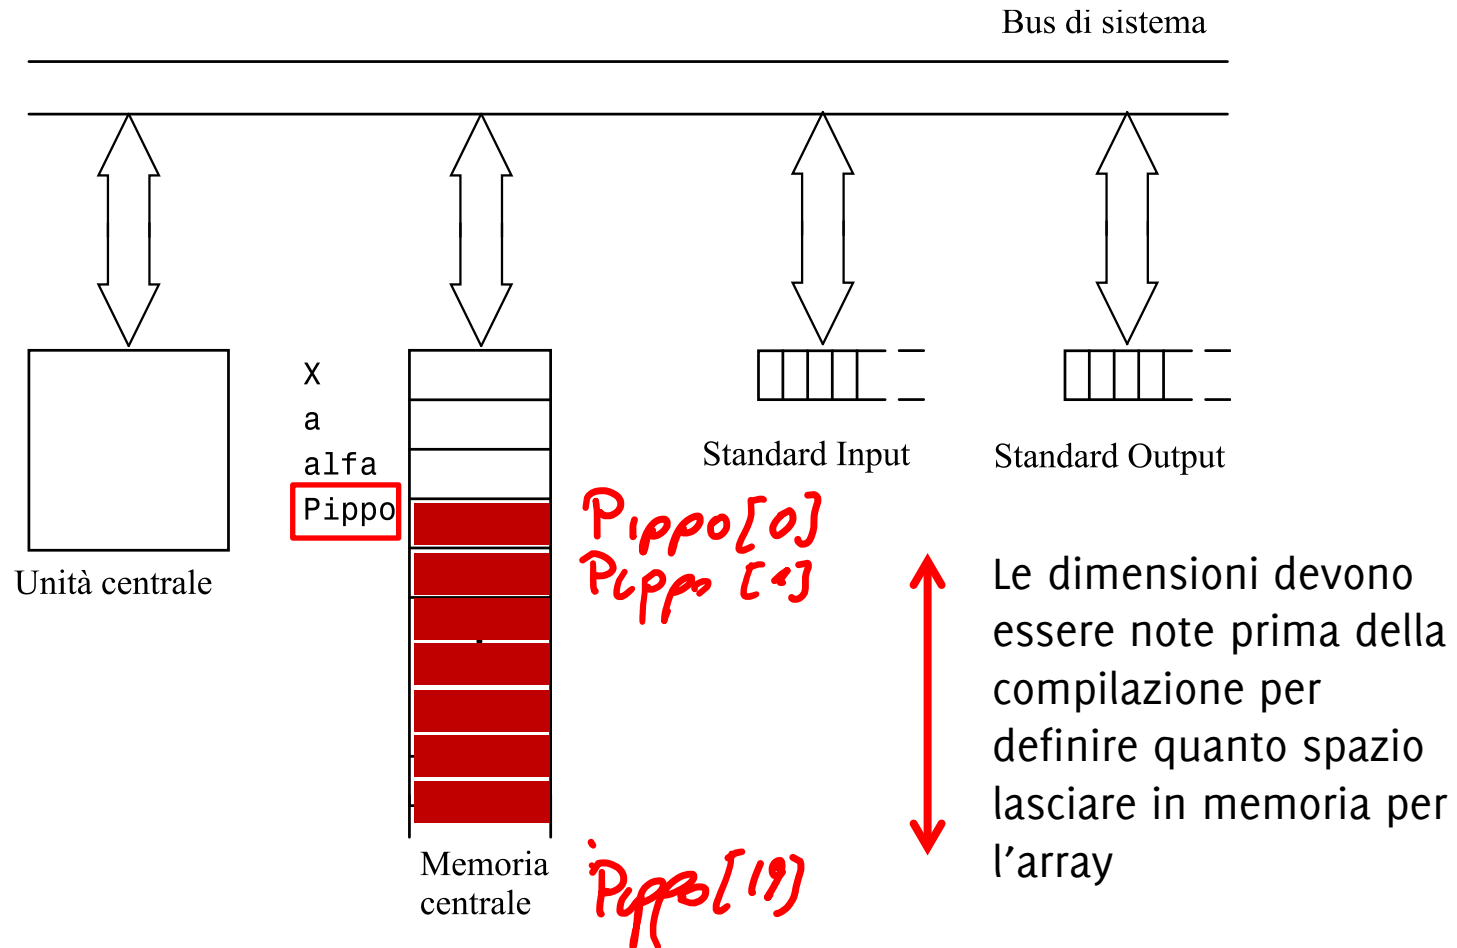 Bus di sistema
X
a
alfa
Pippo
Unità centrale
Standard Input
Standard Output
Pippo[0]
Pippo [1]
Le dimensioni devono
essere note prima della
compilazione per
definire quanto spazio
lasciare in memoria per
l'array
Memoria
centrale
Pippo[19]